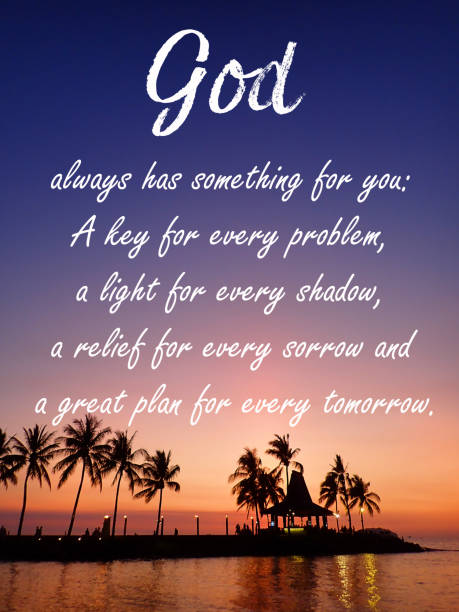 God
always has something for you:
A key for every problem,
a light for every shadow,
a relief for every sorrow and
a great plan for every tomorrow.